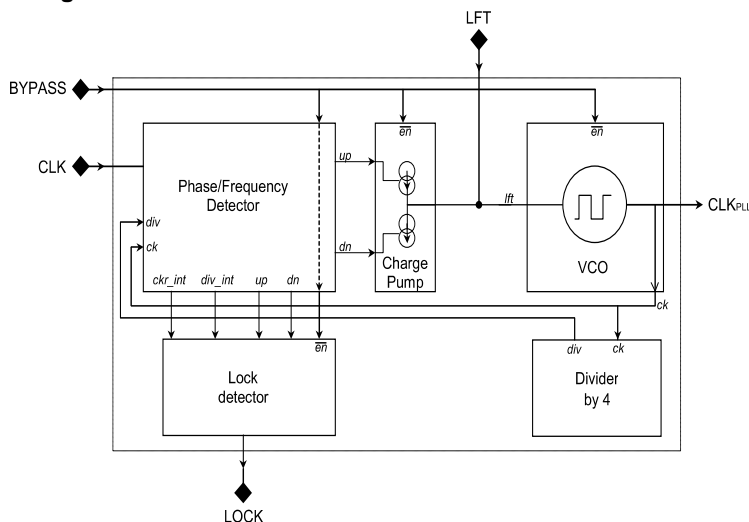 LFT
BYPASS
en
en
CLK
Phase/Frequency
Detector
up
dn
div
ck
ckr_int
div_int
up
dn
en
Charge
Pump
lft
VCO
CLKPLL
ck
div
ck
Divider
by 4
Lock
detector
LOCK